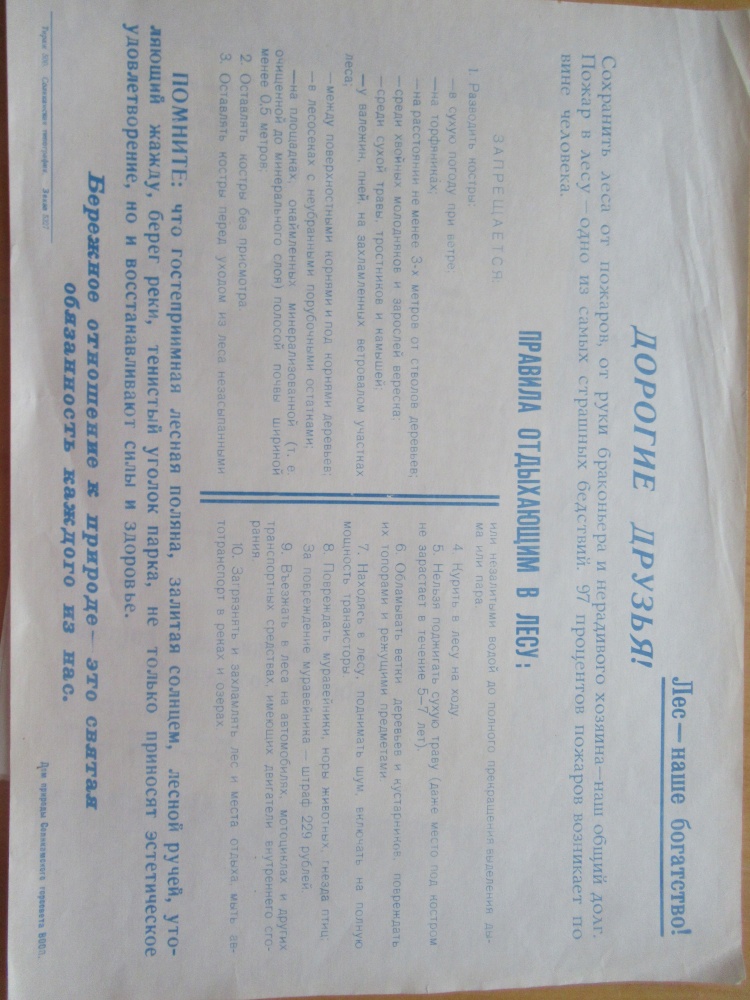 Лес — наше богатство!
ДОРОГИЕ ДРУЗЬЯ!
Сохранить леса от пожаров, от руки браконьера и нерадивого хозяина — наш общий долг.
Пожар в лесу — одно из самых страшных бедствий. 97 процентов пожаров возникает по
вине человека.
ПРАВИЛА ОТДЫХАЮЩИМ В ЛЕСУ:
ЗАПРЕЩАЕТСЯ:
1. Разводить костры:
— в сухую погоду при ветре;
— на торфяниках;
— на расстоянии не менее 3-х метров от стволов деревьев;
— среди хвойных молодняков и зарослей вереска;
— среди сухой травы, тростников и камышей;
— у валежин, пней, на захламленных ветровалом участках
леса;
— между поверхностными корнями и под корнями деревьев;
— в лесосеках с неубранными порубочными остатками;
— на площадках, окаймленных минерализованной (т. е.
очищенной до минерального слоя) полосой почвы шириной
менее 0,5 метров.
2. Оставлять костры без присмотра.
3. Оставлять костры перед уходом из леса незасыпанными
или незалитыми водой до полного прекращения выделения ды-
ма или пара.
4. Курить в лесу на ходу.
5. Нельзя поджигать сухую траву (даже место под костром
не зарастает в течение 5—7 лет).
6. Обламывать ветки деревьев и кустарников, повреждать
их топорами и режущими предметами.
7. Находясь в лесу, поднимать шум, включать на полную
мощность транзисторы.
8. Повреждать муравейники, норы животных, гнезда птиц.
За повреждение муравейника — штраф 229 рублей.
9. Въезжать в леса на автомобилях, мотоциклах и других
транспортных средствах, имеющих двигатели внутреннего сго-
рания.
10. Загрязнять и захламлять лес и места отдыха, мыть ав-
тотранспорт в реках и озерах.
ПОМНИТЕ: что гостеприимная лесная поляна, залитая солнцем, лесной ручей, уто-
ляющий жажду, берег реки, тенистый уголок парка, не только приносят эстетическое
удовлетворение, но и восстанавливают силы и здоровье.
Бережное отношение к природе — это святая
обязанность каждого из нас.
Дом природы Соликамского горсовета ВООП.
Тираж 500. Соликамская типография. Заказ